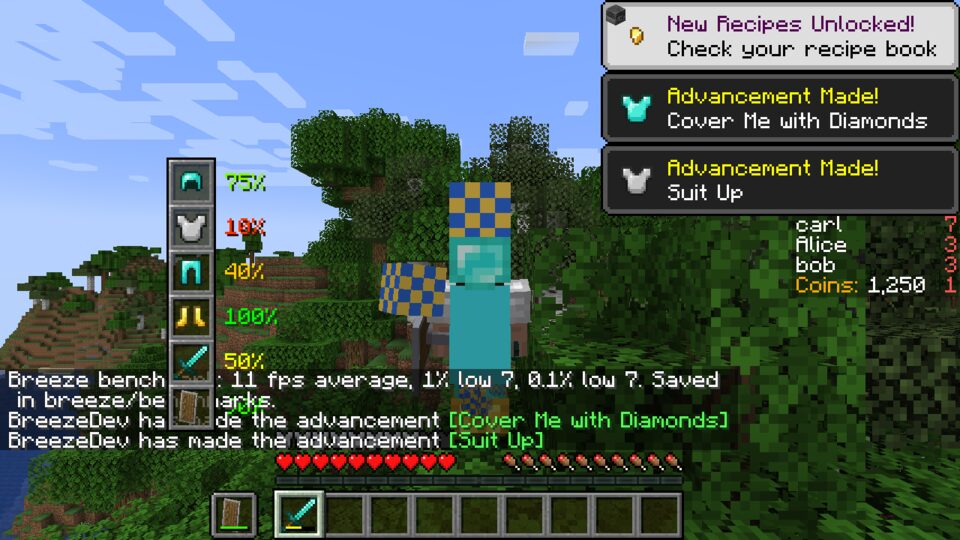 New Recipes Unlocked!
Check your recipe book
Advancement Made!
Cover Me with Diamonds
Advancement Made!
Suit Up
carl 7
Alice 3
bob 3
Coins: 1,250 1
75%
10%
40%
100%
50%
Breeze bench : 11 fps average, 1% low 7, 0.1% low 7. Saved
in breeze/be marks.
BreezeDev ha de the advancement [Cover Me with Diamonds]
BreezeDev has made the advancement [Suit Up]